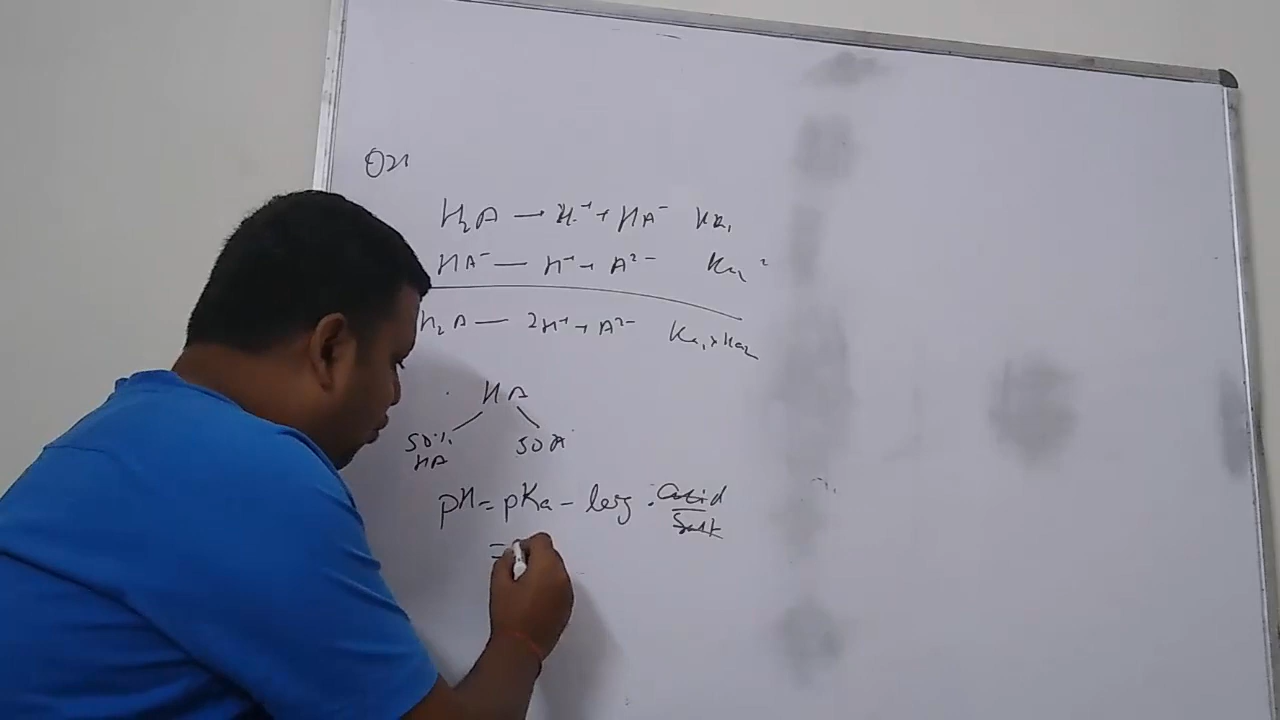 H₂A → H⁺ + HA⁻ Ka₁
HA⁻ — H⁺ + A²⁻ Ka₂
H₂A — 2H⁺ + A²⁻ Ka₁ × Ka₂
HA
50% 50 A⁻
HA
pH = pKa - log acid
Salt
=